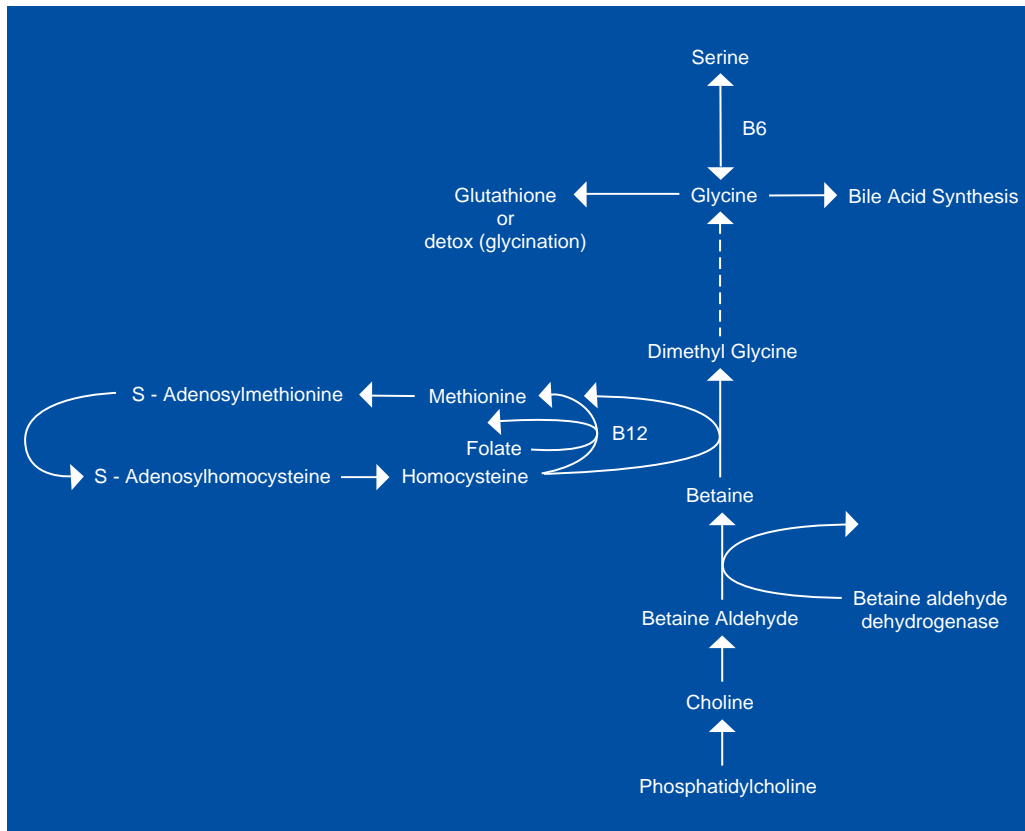 Serine
B6
Glutathione
or
detox (glycination)
Glycine
Bile Acid Synthesis
Dimethyl Glycine
S - Adenosylmethionine
Methionine
B12
Folate
S - Adenosylhomocysteine
Homocysteine
Betaine
Betaine aldehyde
dehydrogenase
Betaine Aldehyde
Choline
Phosphatidylcholine